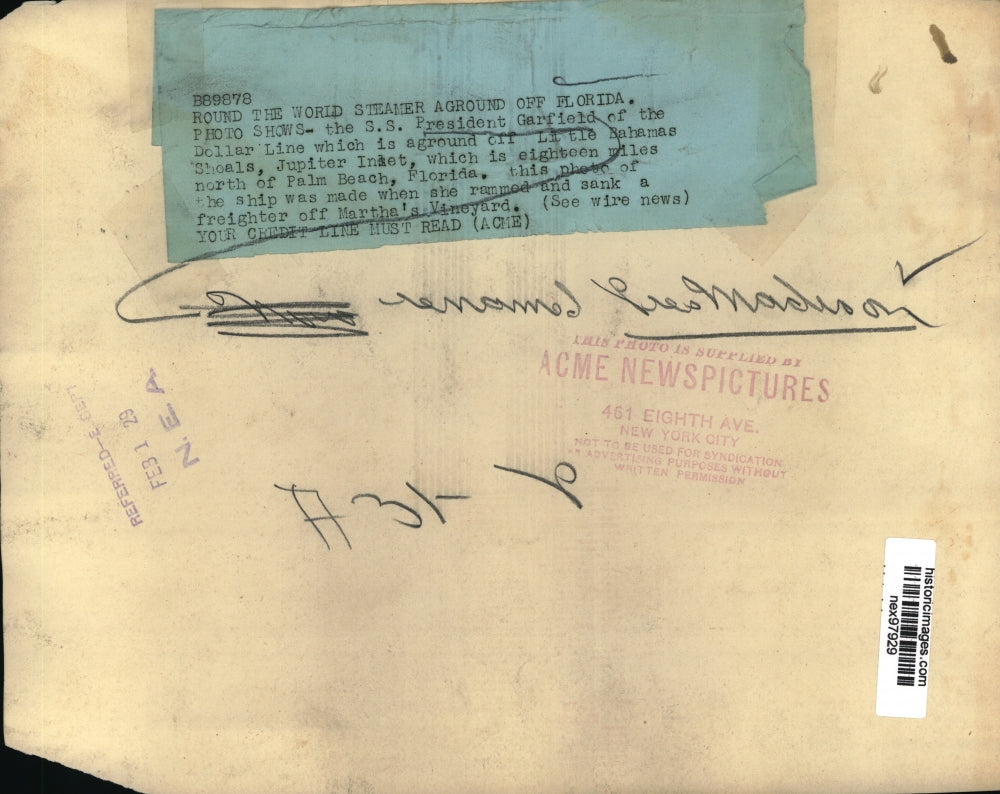 B89878
ROUND THE WORLD STEAMER AGROUND OFF FLORIDA.
PHOTO SHOWS- the S.S. President Garfield of the
Dollar Line which is aground off Little Bahamas
Shoals, Jupiter Inlet, which is eighteen miles
north of Palm Beach, Florida. this photo of
the ship was made when she rammed and sank a
freighter off Martha's Vineyard. (See wire news)
YOUR CREDIT LINE MUST READ (ACME)
THIS PHOTO IS SUPPLIED BY
ACME NEWSPICTURES
461 EIGHTH AVE.
NEW YORK CITY
NOT TO BE USED FOR SYNDICATION
OR ADVERTISING PURPOSES WITHOUT
WRITTEN PERMISSION
REFERRED-E. DEPT
FEB 1 29
N. E. A.
historicimages.com
nex97929